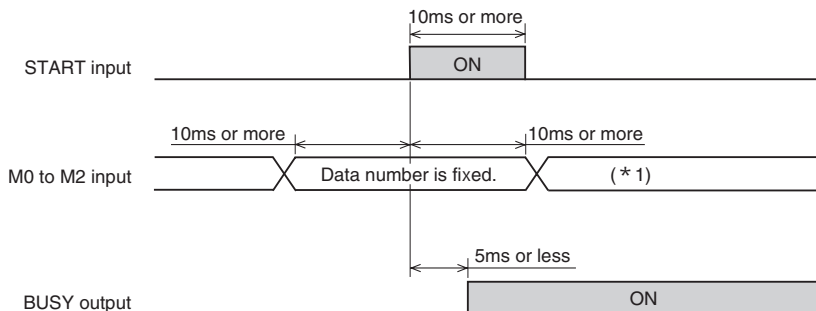 10ms or more
START input
ON
10ms or more
10ms or more
M0 to M2 input
Data number is fixed.
(*1)
5ms or less
BUSY output
ON